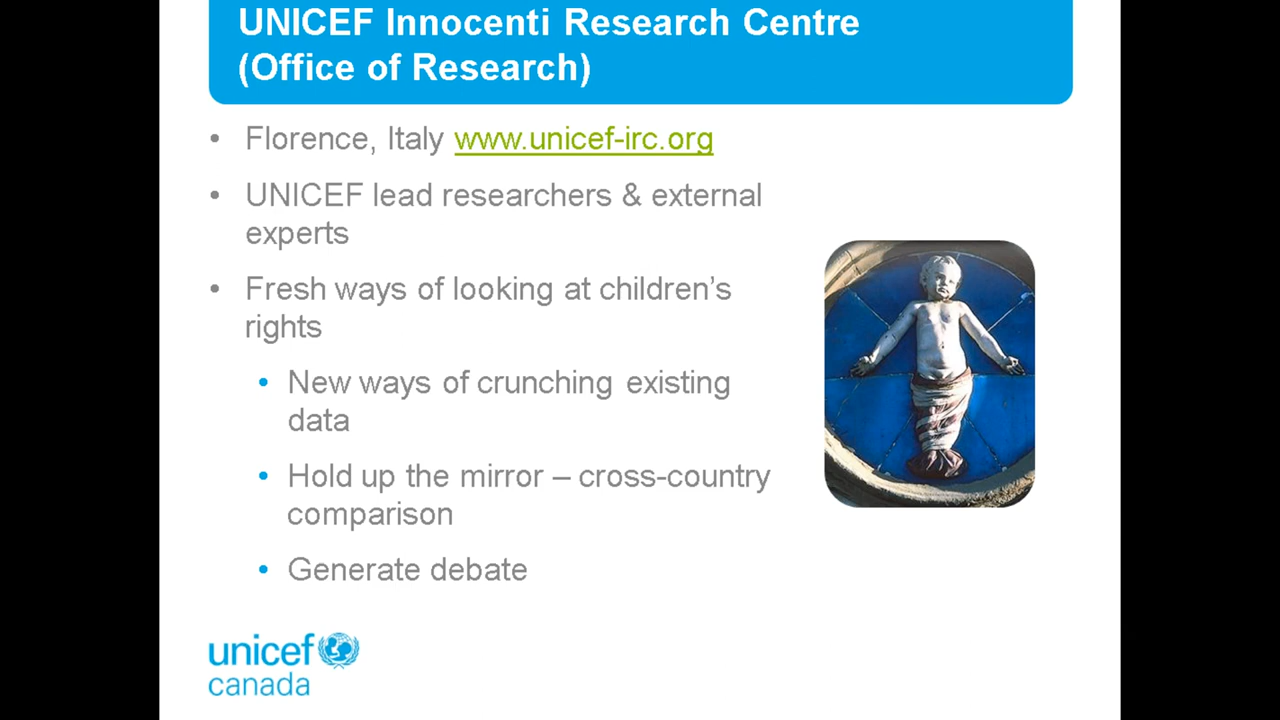 UNICEF Innocenti Research Centre
(Office of Research)
• Florence, Italy www.unicef-irc.org
• UNICEF lead researchers & external
experts
• Fresh ways of looking at children’s
rights
• New ways of crunching existing
data
• Hold up the mirror – cross-country
comparison
• Generate debate
unicef
canada